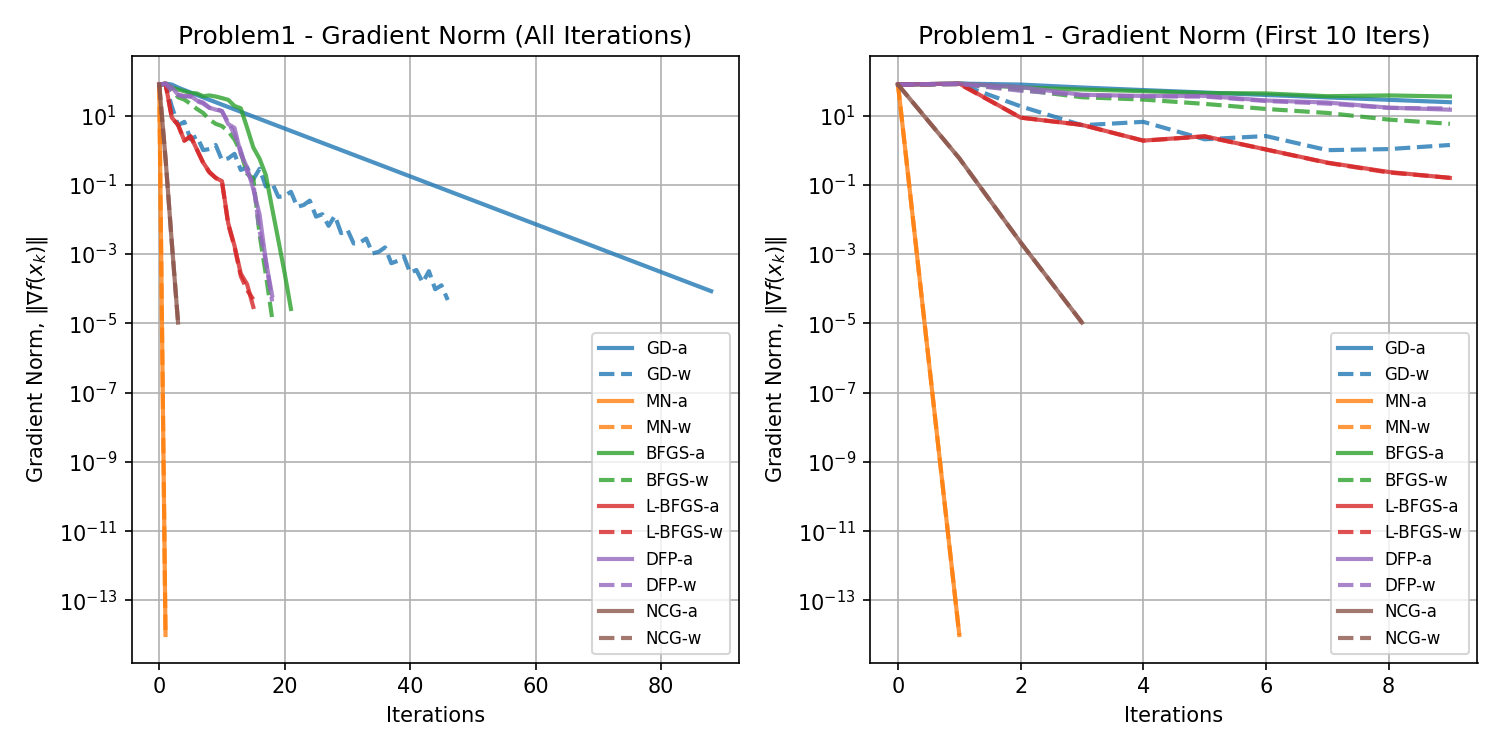 Problem1 - Gradient Norm (All Iterations)
Gradient Norm, ‖∇f(x_k)‖
10^1
10^−1
10^−3
10^−5
10^−7
10^−9
10^−11
10^−13
0 20 40 60 80
Iterations
GD-a
GD-w
MN-a
MN-w
BFGS-a
BFGS-w
L-BFGS-a
L-BFGS-w
DFP-a
DFP-w
NCG-a
NCG-w
Problem1 - Gradient Norm (First 10 Iters)
Gradient Norm, ‖∇f(x_k)‖
10^1
10^−1
10^−3
10^−5
10^−7
10^−9
10^−11
10^−13
0 2 4 6 8
Iterations
GD-a
GD-w
MN-a
MN-w
BFGS-a
BFGS-w
L-BFGS-a
L-BFGS-w
DFP-a
DFP-w
NCG-a
NCG-w